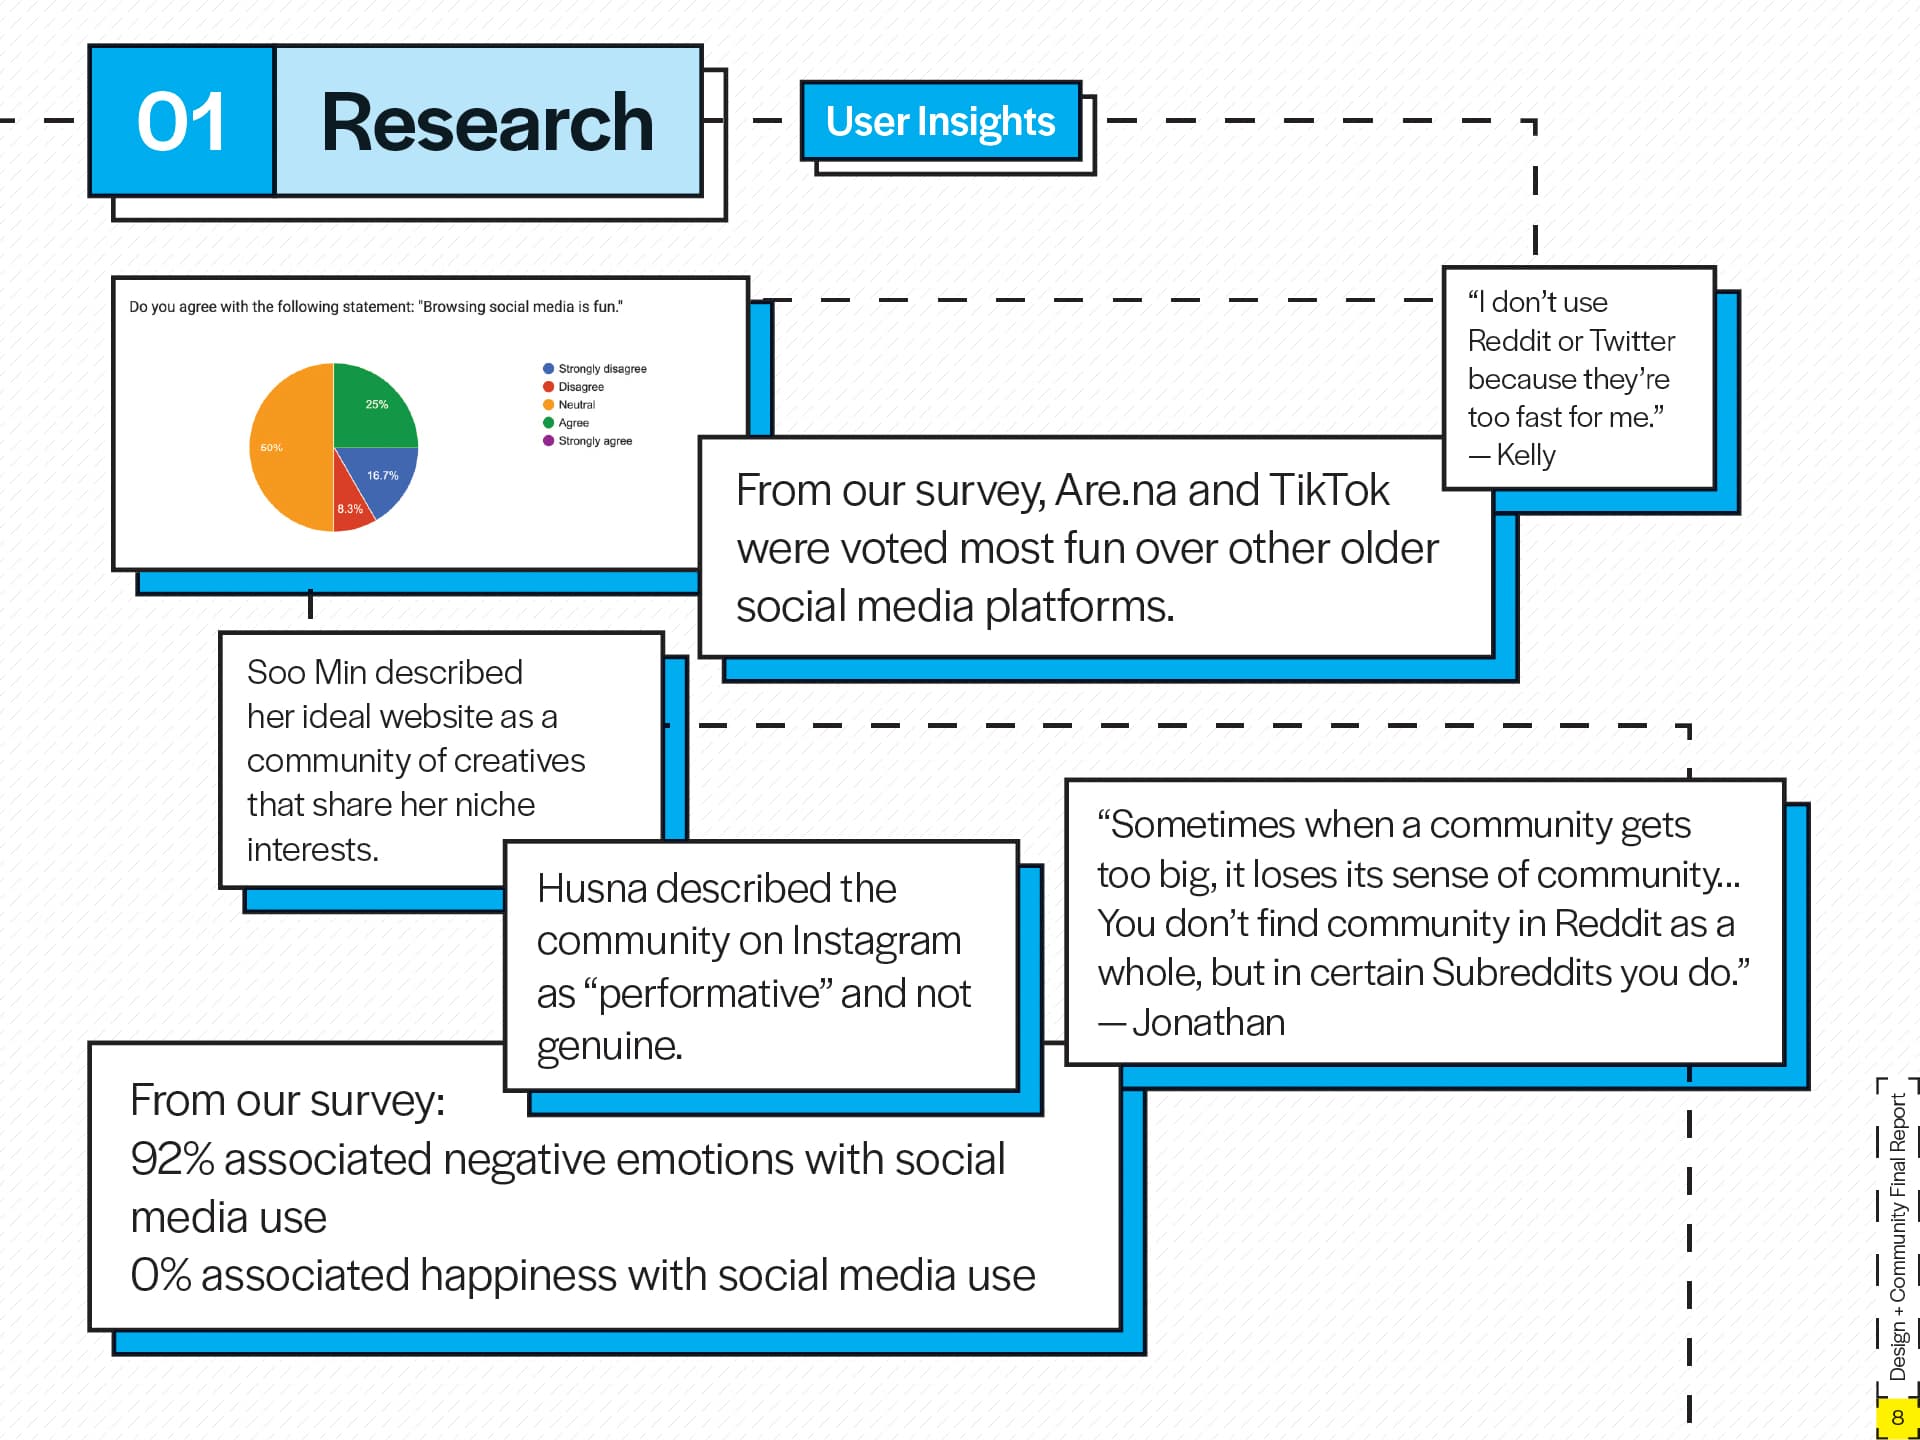 01 Research
User Insights
Do you agree with the following statement: "Browsing social media is fun."
Strongly disagree
Disagree
Neutral
Agree
Strongly agree
25%
50%
16.7%
8.3%
“I don’t use
Reddit or Twitter
because they’re
too fast for me.”
— Kelly
From our survey, Are.na and TikTok
were voted most fun over other older
social media platforms.
Soo Min described
her ideal website as a
community of creatives
that share her niche
interests.
Husna described the
community on Instagram
as “performative” and not
genuine.
“Sometimes when a community gets
too big, it loses its sense of community...
You don’t find community in Reddit as a
whole, but in certain Subreddits you do.”
— Jonathan
From our survey:
92% associated negative emotions with social
media use
0% associated happiness with social media use
Design + Community Final Report
8